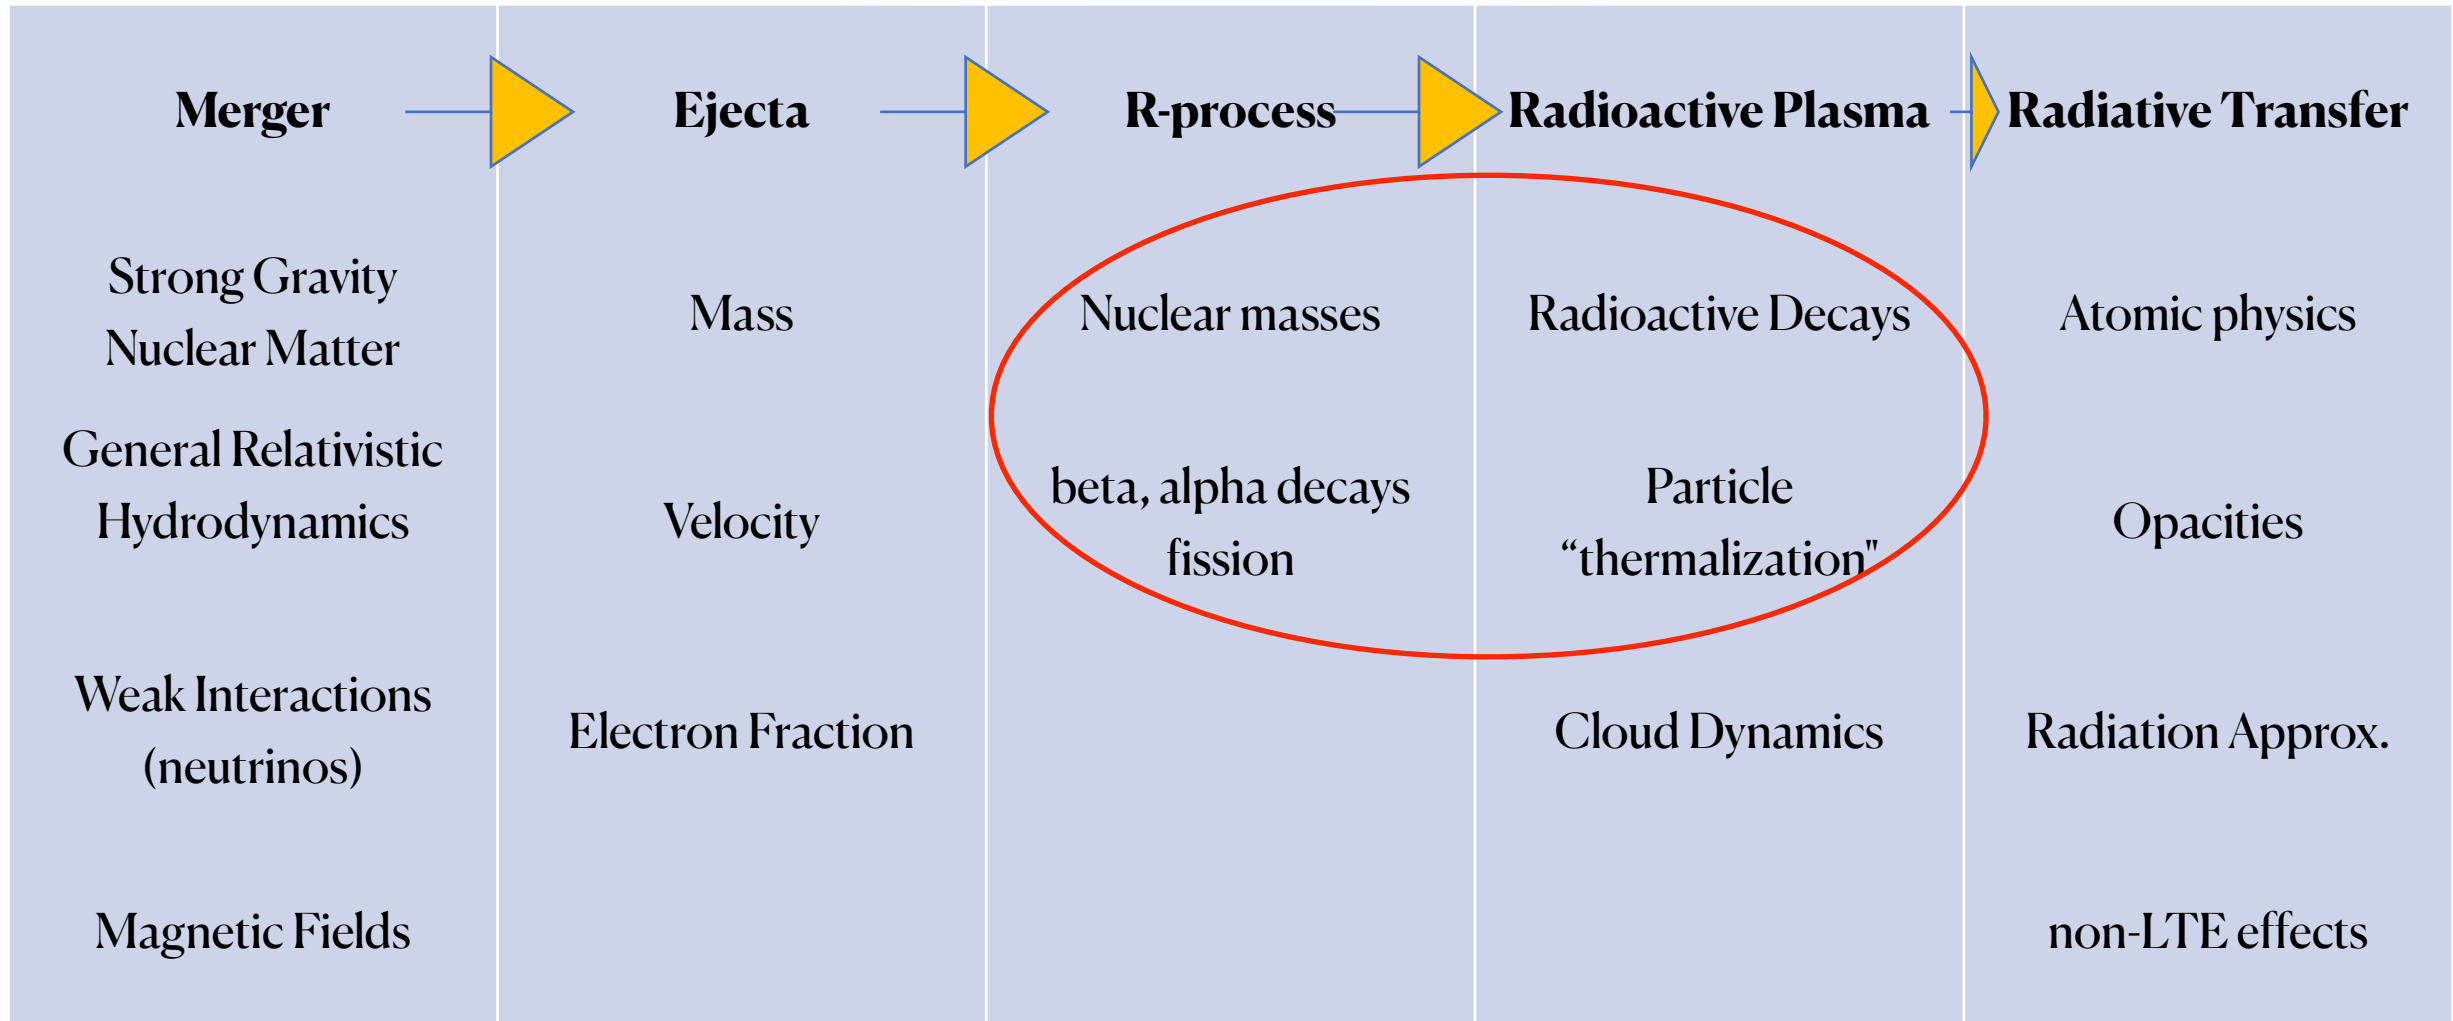 Merger
Ejecta
R-process
Radioactive Plasma
Radiative Transfer
Strong Gravity
Nuclear Matter
Mass
Nuclear masses
Radioactive Decays
Atomic physics
General Relativistic
Hydrodynamics
Velocity
beta, alpha decays
fission
Particle
“thermalization"
Opacities
Weak Interactions
(neutrinos)
Electron Fraction
Cloud Dynamics
Radiation Approx.
Magnetic Fields
non-LTE effects